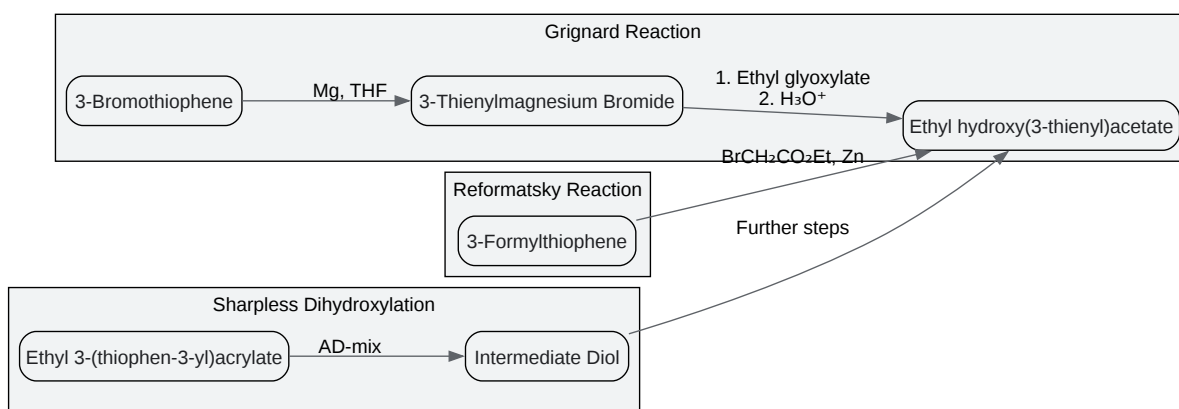 Grignard Reaction
3-Bromothiophene
Mg, THF
3-Thienylmagnesium Bromide
1. Ethyl glyoxylate
2. H₃O⁺
Ethyl hydroxy(3-thienyl)acetate
BrCH₂CO₂Et, Zn
Reformatsky Reaction
3-Formylthiophene
Further steps
Sharpless Dihydroxylation
Ethyl 3-(thiophen-3-yl)acrylate
AD-mix
Intermediate Diol